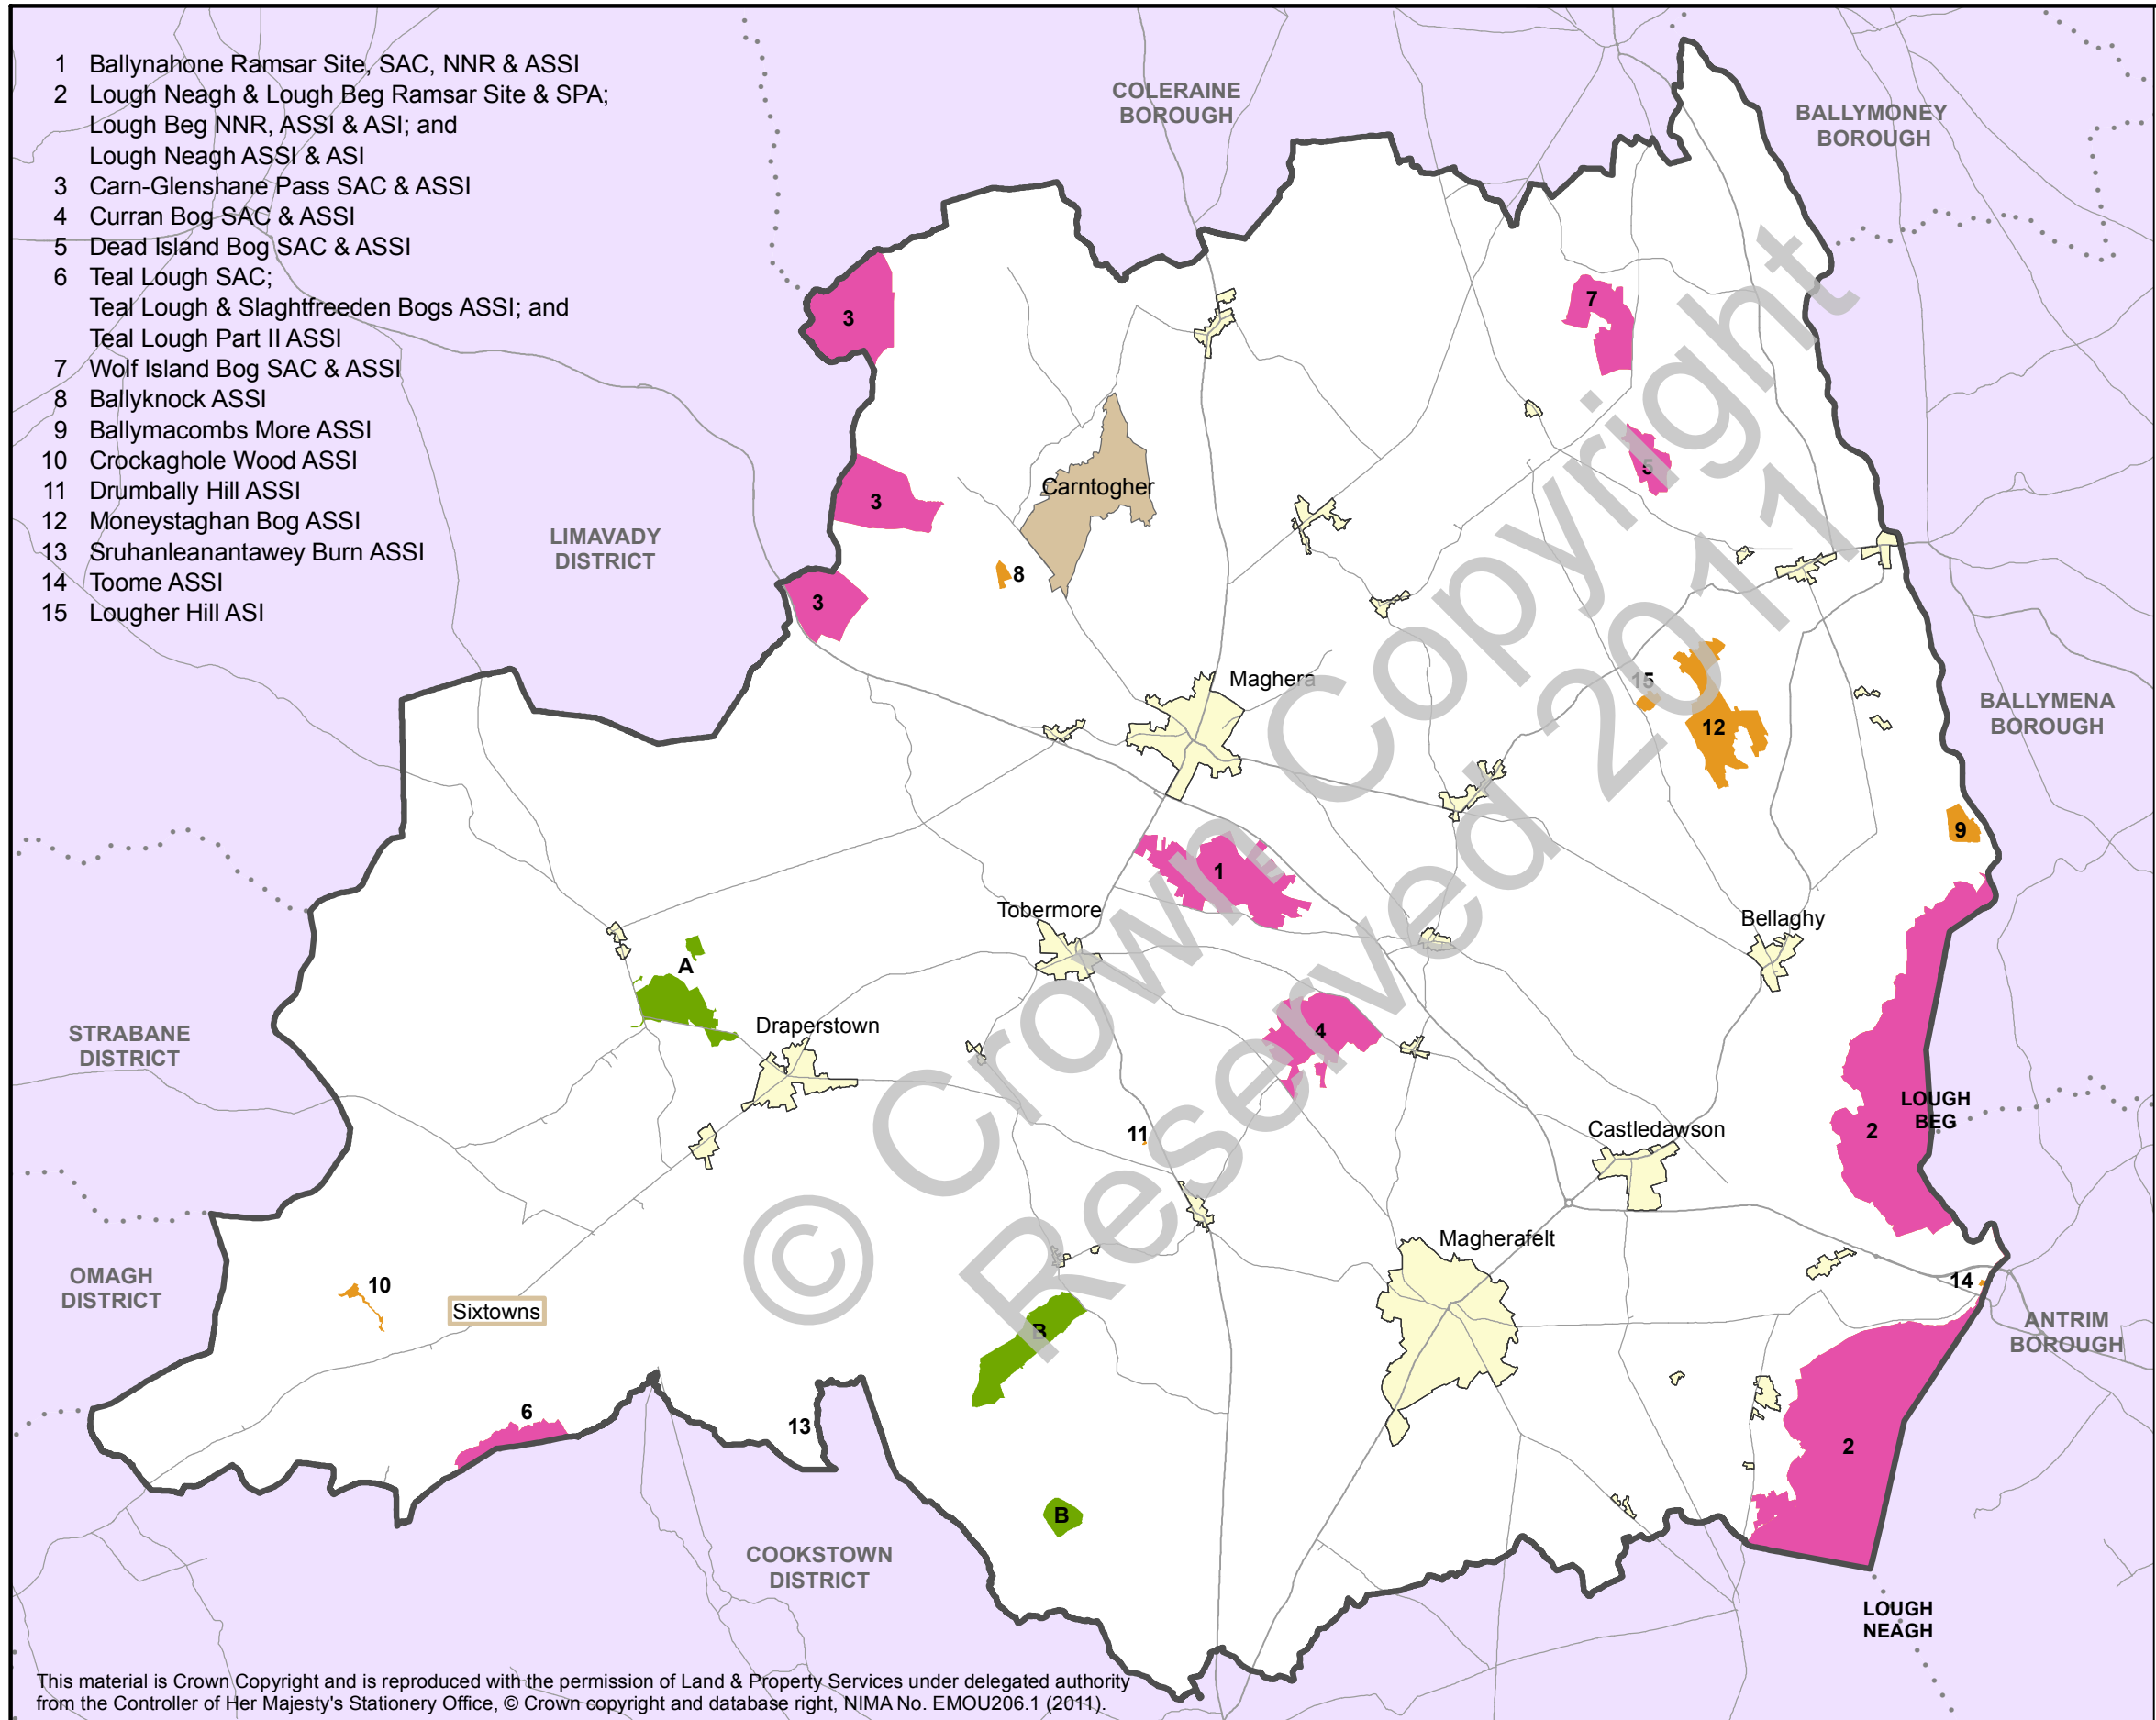 1 Ballynahone Ramsar Site, SAC, NNR & ASSI
2 Lough Neagh & Lough Beg Ramsar Site & SPA;
Lough Beg NNR, ASSI & ASI; and
Lough Neagh ASSI & ASI
3 Carn-Glenshane Pass SAC & ASSI
4 Curran Bog SAC & ASSI
5 Dead Island Bog SAC & ASSI
6 Teal Lough SAC;
Teal Lough & Slaghtfreeden Bogs ASSI; and
Teal Lough Part II ASSI
7 Wolf Island Bog SAC & ASSI
8 Ballyknock ASSI
9 Ballymacombs More ASSI
10 Crockaghole Wood ASSI
11 Drumbally Hill ASSI
12 Moneystaghan Bog ASSI
13 Sruhanleanantawey Burn ASSI
14 Toome ASSI
15 Lougher Hill ASI
COLERAINE
BOROUGH
BALLYMONEY
BOROUGH
3
7
5
Carntogher
3
LIMAVADY
DISTRICT
8
3
Maghera
15
12
BALLYMENA
BOROUGH
9
1
Tobermore
Bellaghy
A
Draperstown
4
STRABANE
DISTRICT
LOUGH
BEG
2
11
Castledawson
Magherafelt
OMAGH
DISTRICT
10
Sixtowns
14
B
ANTRIM
BOROUGH
6
13
2
B
COOKSTOWN
DISTRICT
LOUGH
NEAGH
© Crown Copyright
Reserved 2011
This material is Crown Copyright and is reproduced with the permission of Land & Property Services under delegated authority
from the Controller of Her Majesty's Stationery Office, © Crown copyright and database right, NIMA No. EMOU206.1 (2011).